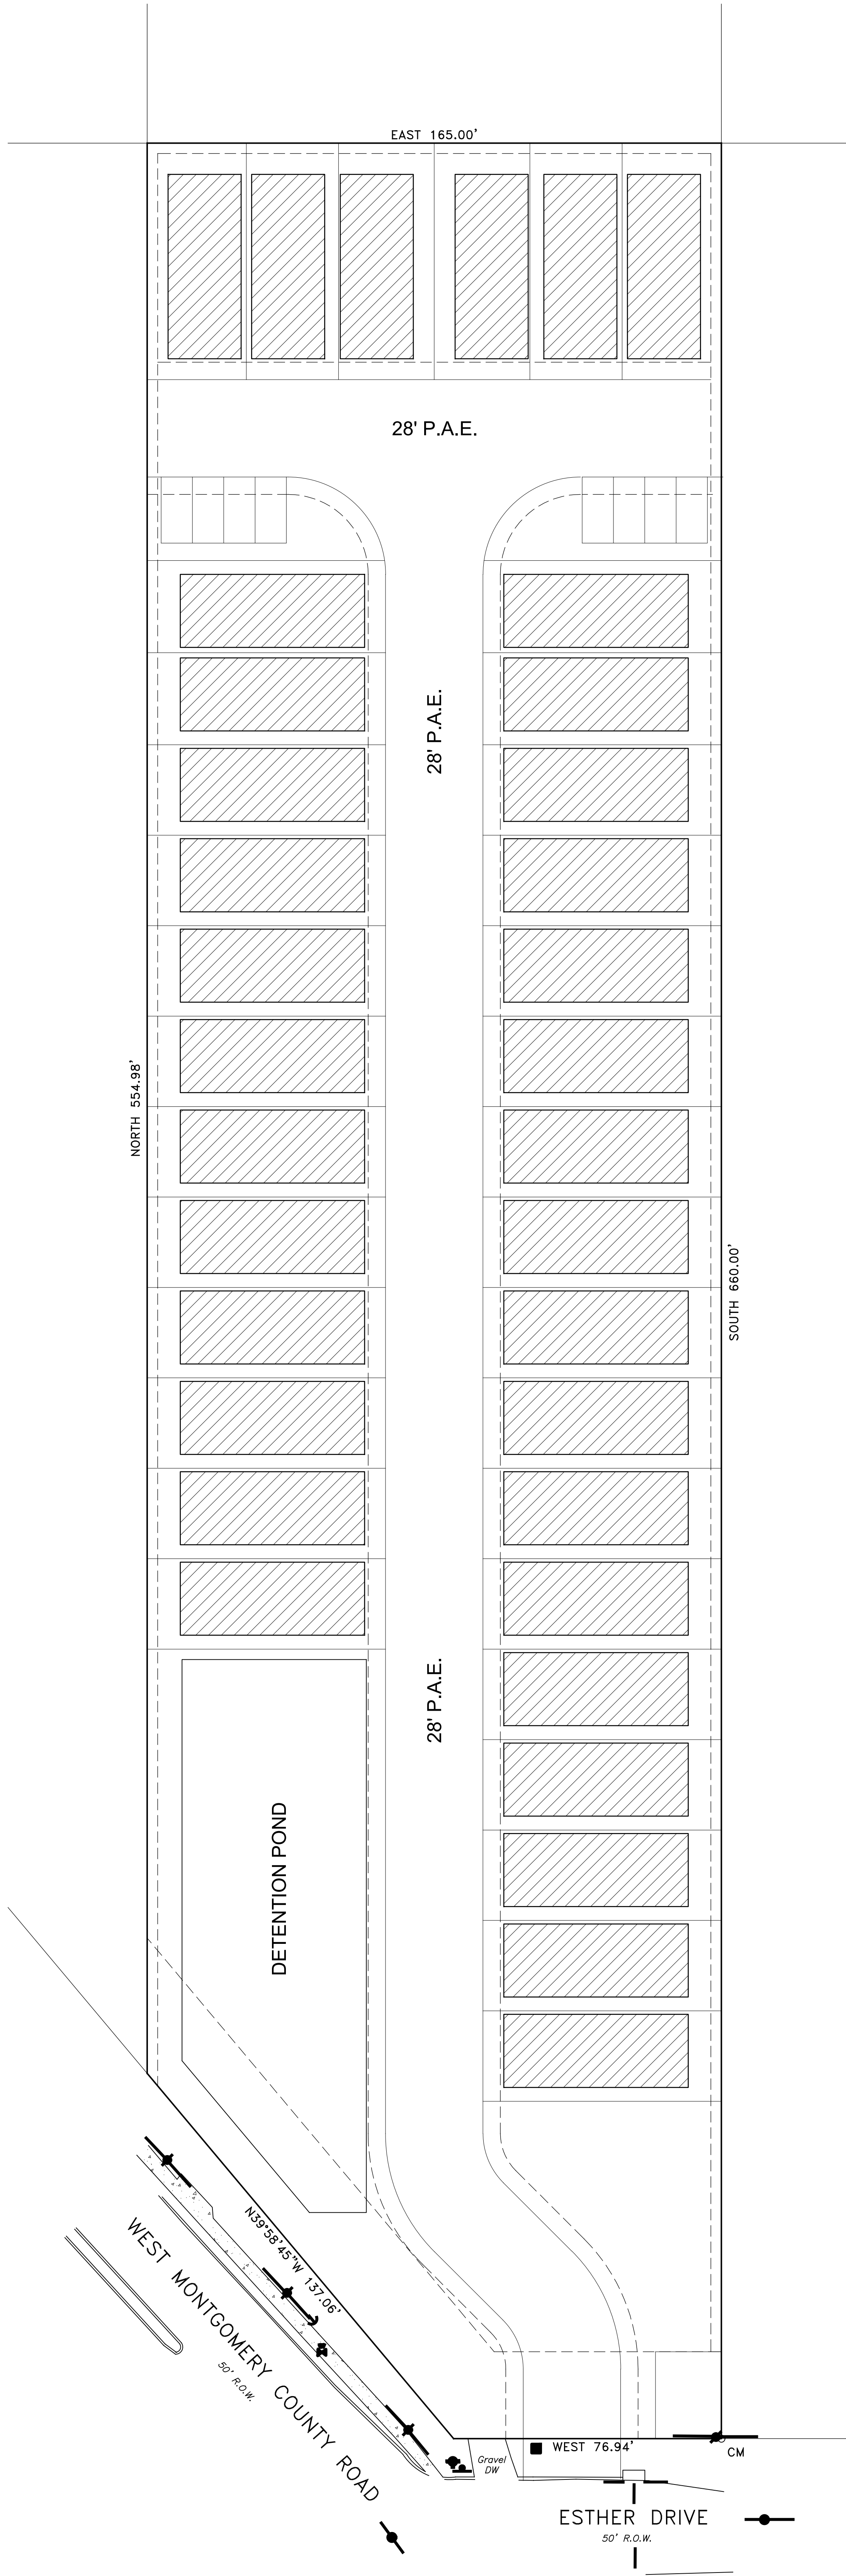 EAST 165.00'
28' P.A.E.
28' P.A.E.
NORTH 554.98'
SOUTH 660.00'
28' P.A.E.
DETENTION POND
N39°58'45"W 137.06'
WEST MONTGOMERY COUNTY ROAD
50' R.O.W.
WEST 76.94'
CM
Gravel
DW
ESTHER DRIVE
50' R.O.W.